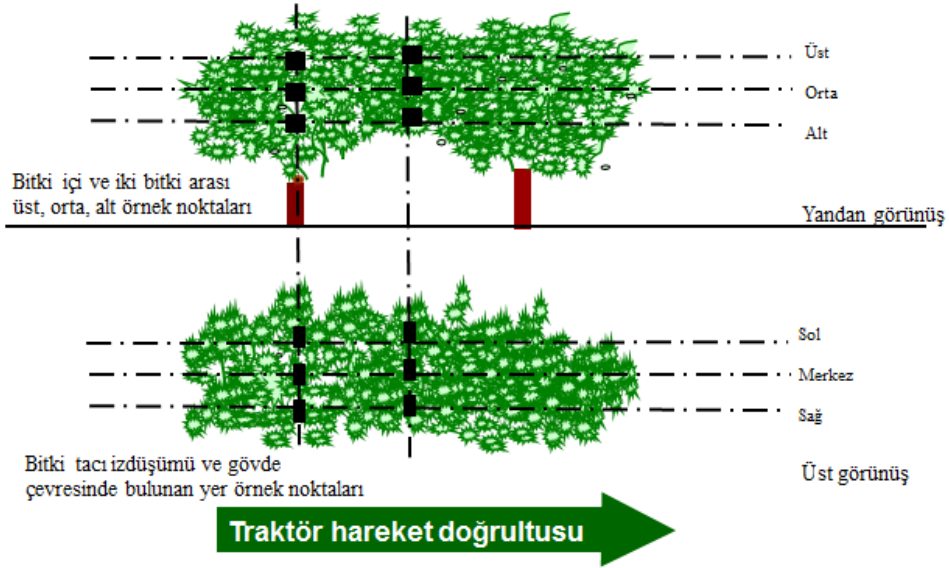 Üst
Orta
Alt
Bitki içi ve iki bitki arası
üst, orta, alt örnek noktaları
Yandan görünüş
Sol
Merkez
Sağ
Bitki tacı izdüşümü ve gövde
çevresinde bulunan yer örnek noktaları
Üst görünüş
Traktör hareket doğrultusu